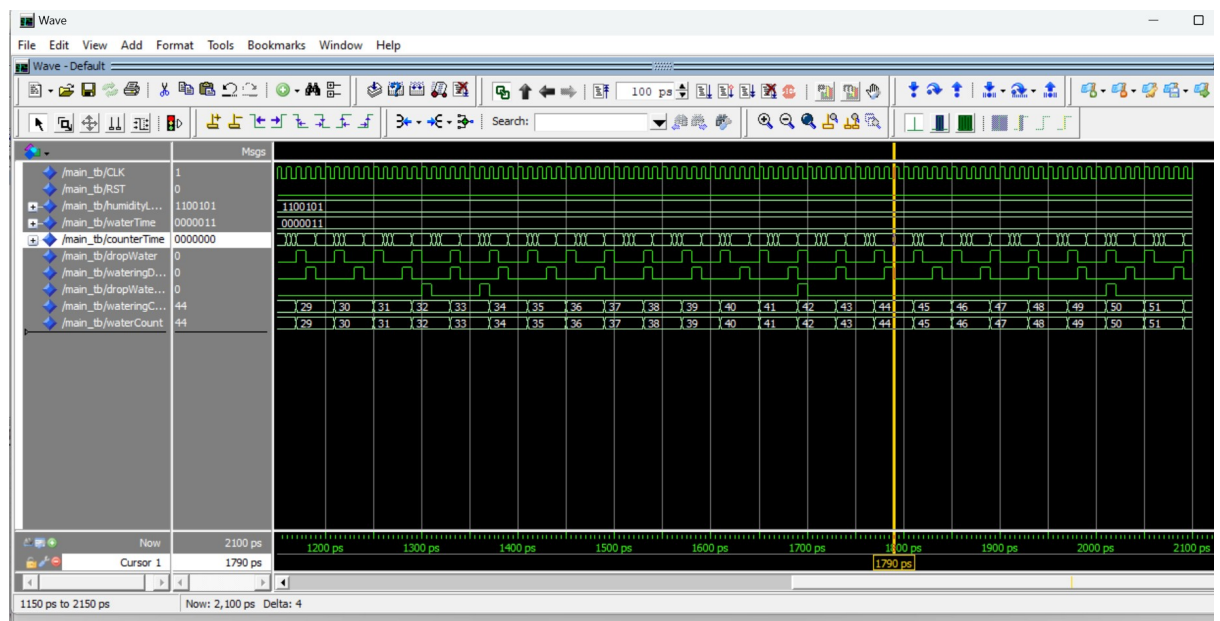 Wave
File Edit View Add Format Tools Bookmarks Window Help
Wave - Default
100 ps
Search:
Msgs
/main_tb/CLK 1
/main_tb/RST 0
/main_tb/humidityL... 1100101 1100101
/main_tb/waterTime 0000011 0000011
/main_tb/counterTime 0000000
/main_tb/dropWater 0
/main_tb/wateringD... 0
/main_tb/dropWate... 0
/main_tb/wateringC... 44 29 30 31 32 33 34 35 36 37 38 39 40 41 42 43 44 45 46 47 48 49 50 51
/main_tb/waterCount 44 29 30 31 32 33 34 35 36 37 38 39 40 41 42 43 44 45 46 47 48 49 50 51
Now 2100 ps 1200 ps 1300 ps 1400 ps 1500 ps 1600 ps 1700 ps 1800 ps 1900 ps 2000 ps 2100 ps
Cursor 1 1790 ps 1790 ps
1150 ps to 2150 ps Now: 2,100 ps Delta: 4